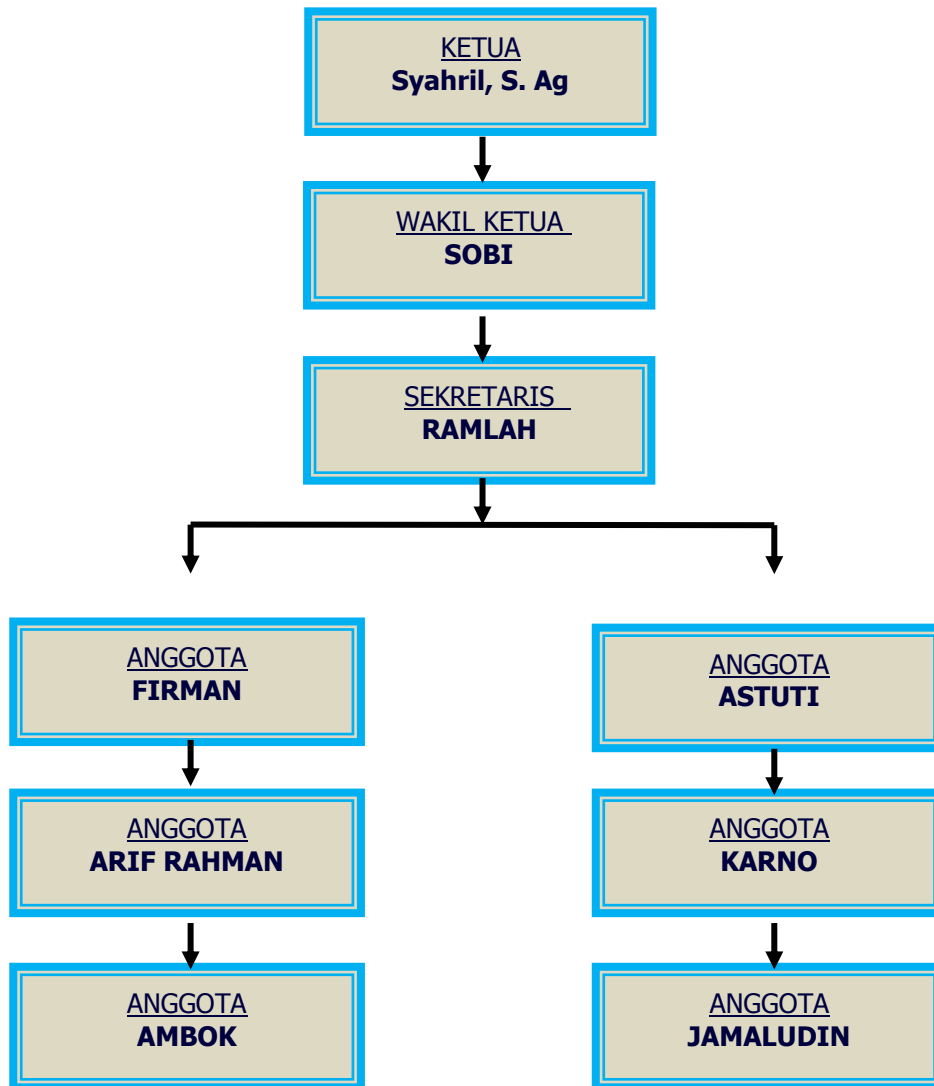 KETUA
Syahril, S. Ag
WAKIL KETUA
SOBI
SEKRETARIS
RAMLAH
ANGGOTA
FIRMAN
ANGGOTA
ASTUTI
ANGGOTA
ARIF RAHMAN
ANGGOTA
KARNO
ANGGOTA
AMBOK
ANGGOTA
JAMALUDIN